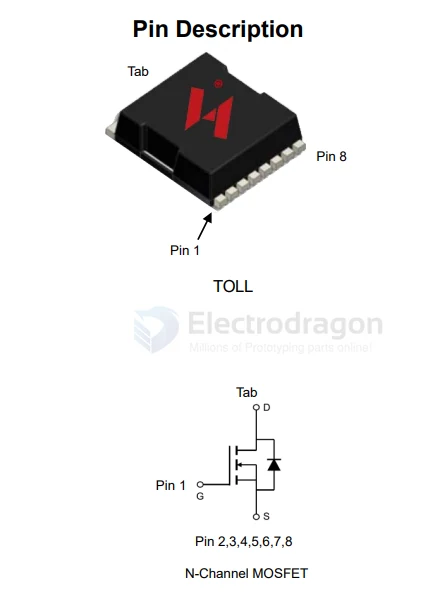 Pin Description
Tab
®
Pin 8
Pin 1
TOLL
Electrodragon
Millions of Prototyping parts online!
Tab
D
Pin 1
G
S
Pin 2,3,4,5,6,7,8
N-Channel MOSFET